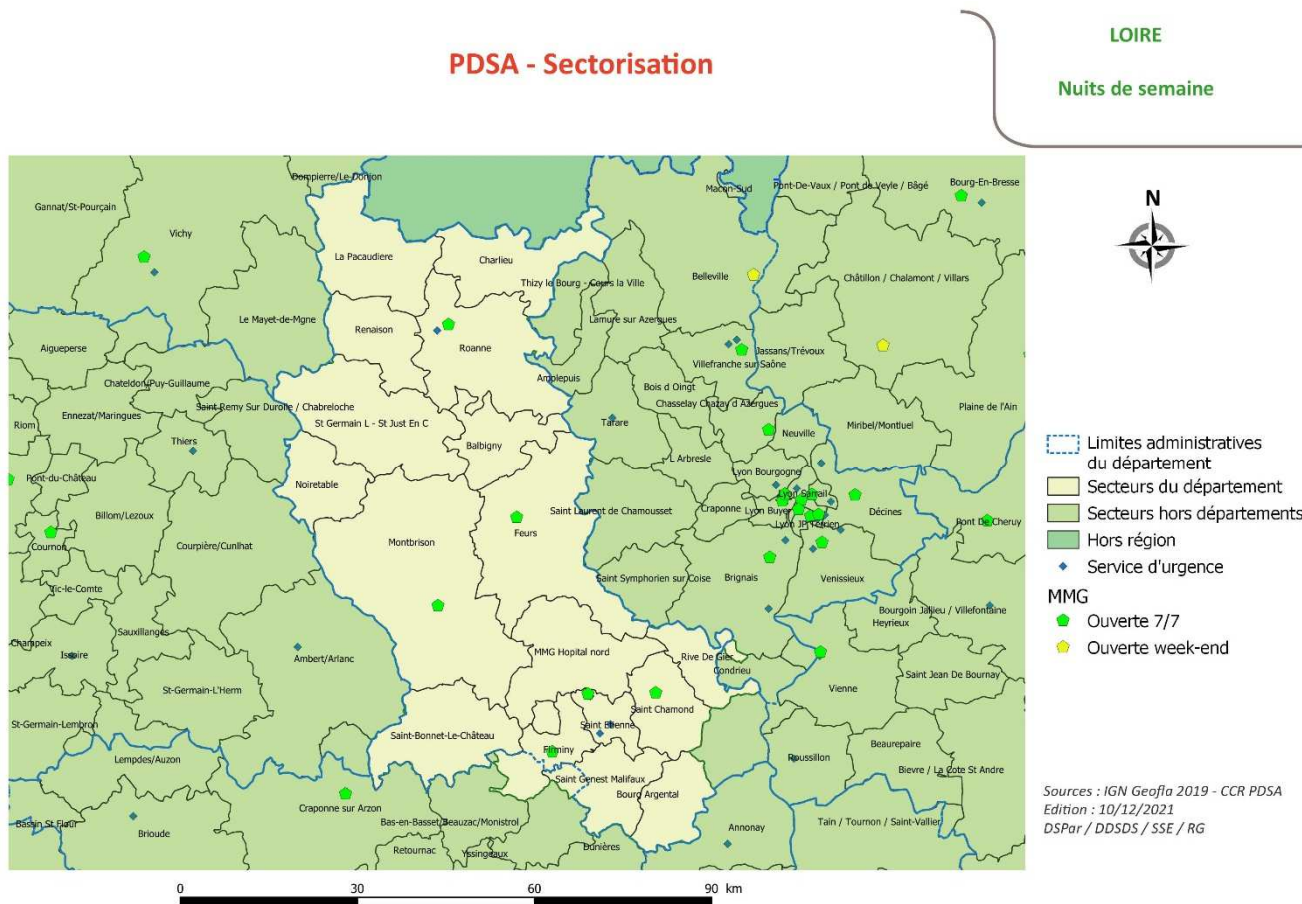 PDSA - Sectorisation
LOIRE
Nuits de semaine
Dompierre/Le Donjon
Gannat/St-Pourçain
Vichy
La Pacaudiere
Charlieu
Macon-Sud
Pont-De-Vaux / Pont de Veyle / Bâgé
Bourg-En-Bresse
N
Belleville
Châtillon / Chalamont / Villars
Thizy le Bourg - Cours la Ville
Le Mayet-de-Mgne
Renaison
Roanne
Lamure sur Azergues
Aigueperse
Jassans/Trévoux
Villefranche sur Saône
Amplepuis
Chateldon/Puy-Guillaume
Bois d Oingt
Saint Remy Sur Durolle / Chabreloche
Chasselay Chazay d Azergues
Plaine de l'Ain
Ennezat/Maringues
St Germain L - St Just En C
Tarare
Riom
Neuville
Miribel/Montluel
Thiers
Balbigny
L Arbresle
Lyon Bourgogne
Pont-du-Château
Noiretable
Lyon Sarrail
Billom/Lezoux
Saint Laurent de Chamousset
Craponne
Lyon Buyer
Décines
Lyon JP Terrien
Pont De Cheruy
Cournon
Courpière/Cunlhat
Montbrison
Feurs
Vic-le-Comte
Saint Symphorien sur Coise
Brignais
Venissieux
Bourgoin Jallieu / Villefontaine
Heyrieux
Sauxillanges
Champeix
Issoire
Ambert/Arlanc
MMG Hopital nord
Rive De Gier
Condrieu
Saint Jean De Bournay
St-Germain-L'Herm
Vienne
Saint Chamond
St-Germain-Lembron
Saint Etienne
Saint-Bonnet-Le-Château
Firminy
Beaurepaire
Lempdes/Auzon
Roussillon
Saint Genest Malifaux
Bievre / La Cote St Andre
Bourg Argental
Craponne sur Arzon
Bas-en-Basset/Beauzac/Monistrol
Bassin St Flour
Brioude
Annonay
Tain / Tournon / Saint-Vallier
Dunières
Retournac
Yssingeaux
Limites administratives
du département
Secteurs du département
Secteurs hors départements
Hors région
Service d'urgence
MMG
Ouverte 7/7
Ouverte week-end
Sources : IGN Geofla 2019 - CCR PDSA
Edition : 10/12/2021
DSPar / DDSDS / SSE / RG
0 30 60 90 km